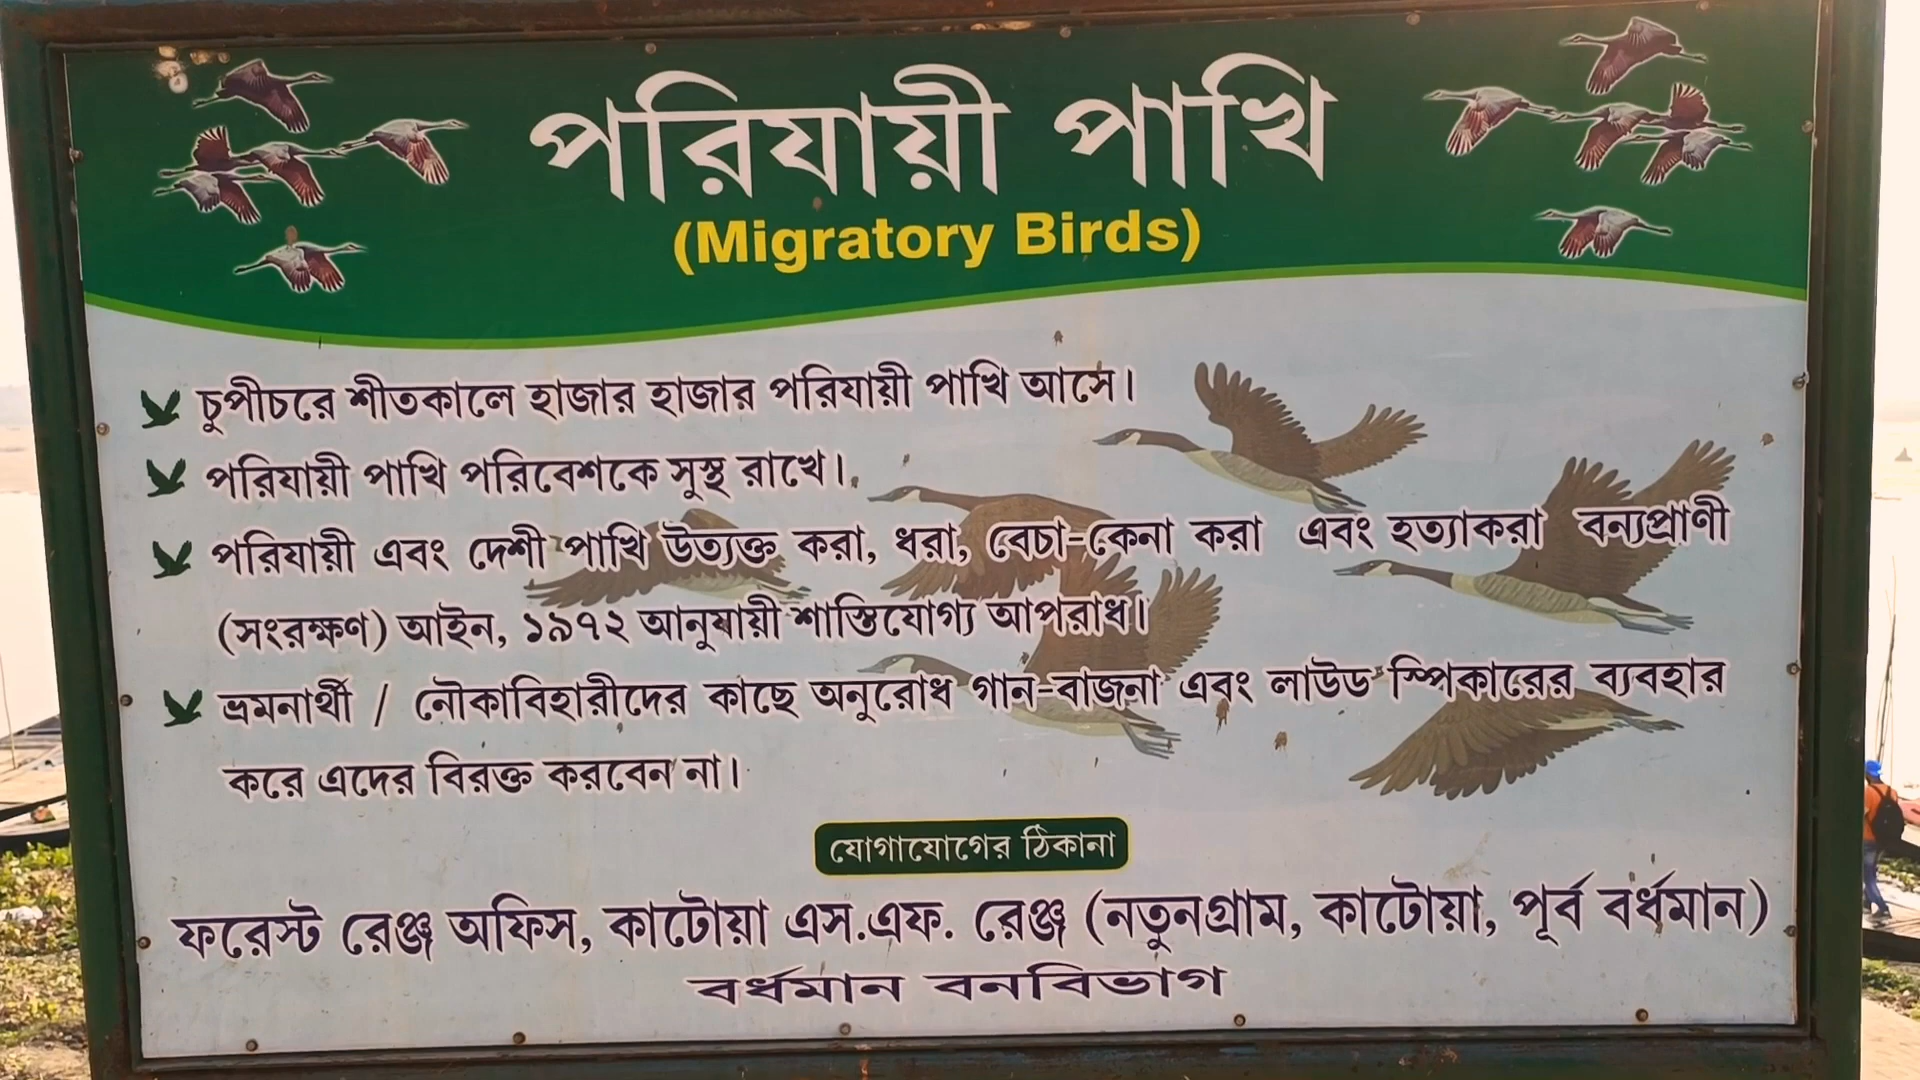 পরিযায়ী পাখি
(Migratory Birds)
চুপীচরে শীতকালে হাজার হাজার পরিযায়ী পাখি আসে।
পরিযায়ী পাখি পরিবেশকে সুস্থ রাখে।
পরিযায়ী এবং দেশী পাখি উত্যক্ত করা, ধরা, বেচা-কেনা করা এবং হত্যাকরা বন্যপ্রাণী
(সংরক্ষণ) আইন, ১৯৭২ আনুযায়ী শাস্তিযোগ্য আপরাধ।
ভ্রমনার্থী / নৌকাবিহারীদের কাছে অনুরোধ গান-বাজনা এবং লাউড স্পিকারের ব্যবহার
করে এদের বিরক্ত করবেন না।
যোগাযোগের ঠিকানা
ফরেস্ট রেঞ্জ অফিস, কাটোয়া এস.এফ. রেঞ্জ (নতুনগ্রাম, কাটোয়া, পূর্ব বর্ধমান)
বর্ধমান বনবিভাগ